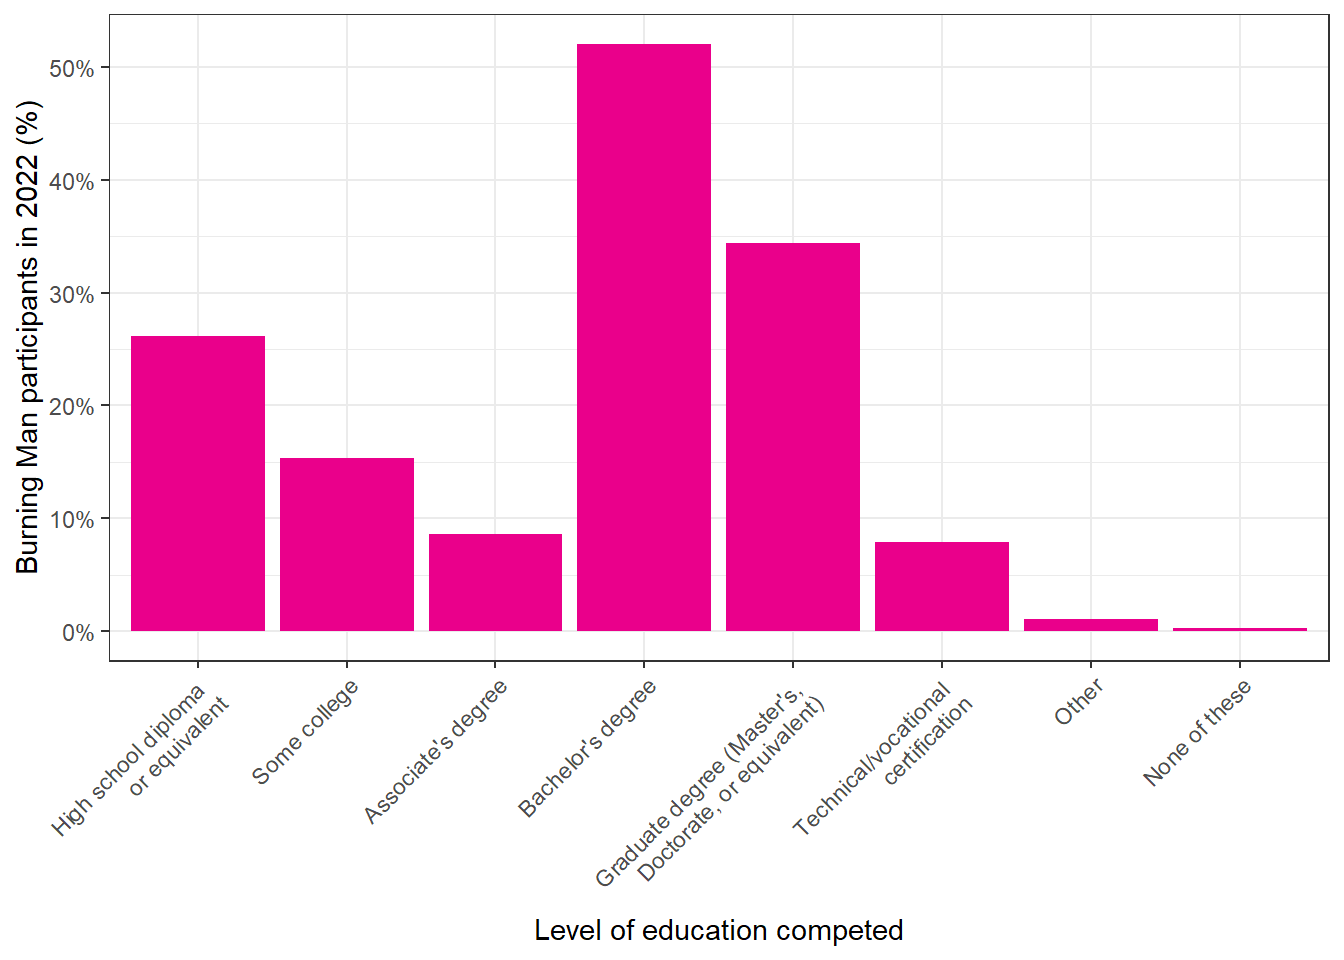 Burning Man participants in 2022 (%)
50%
40%
30%
20%
10%
0%
High school diploma
or equivalent
Some college
Associate's degree
Bachelor's degree
Graduate degree (Master's,
Doctorate, or equivalent)
Technical/vocational
certification
Other
None of these
Level of education competed